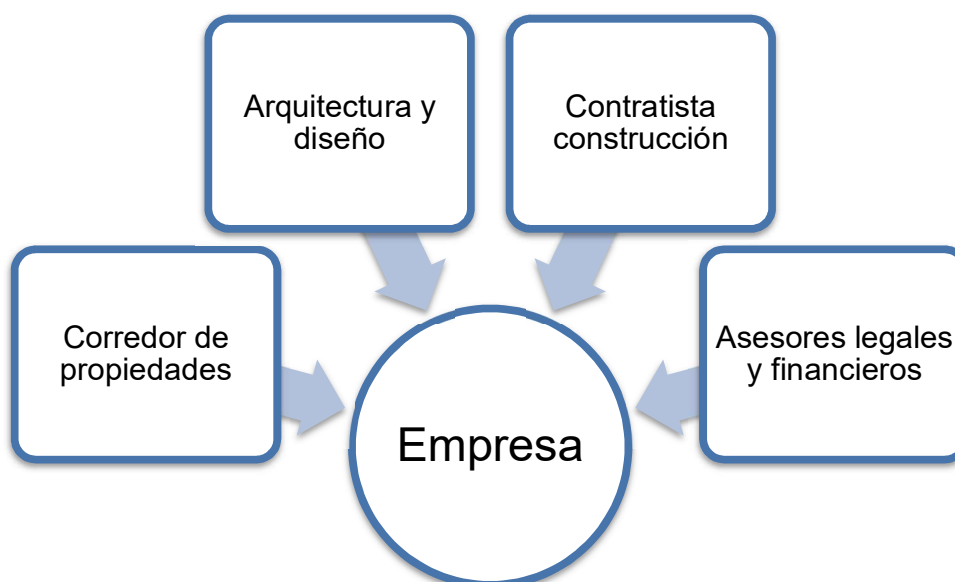 Arquitectura y
diseño
Contratista
construcción
Corredor de
propiedades
Asesores legales
y financieros
Empresa